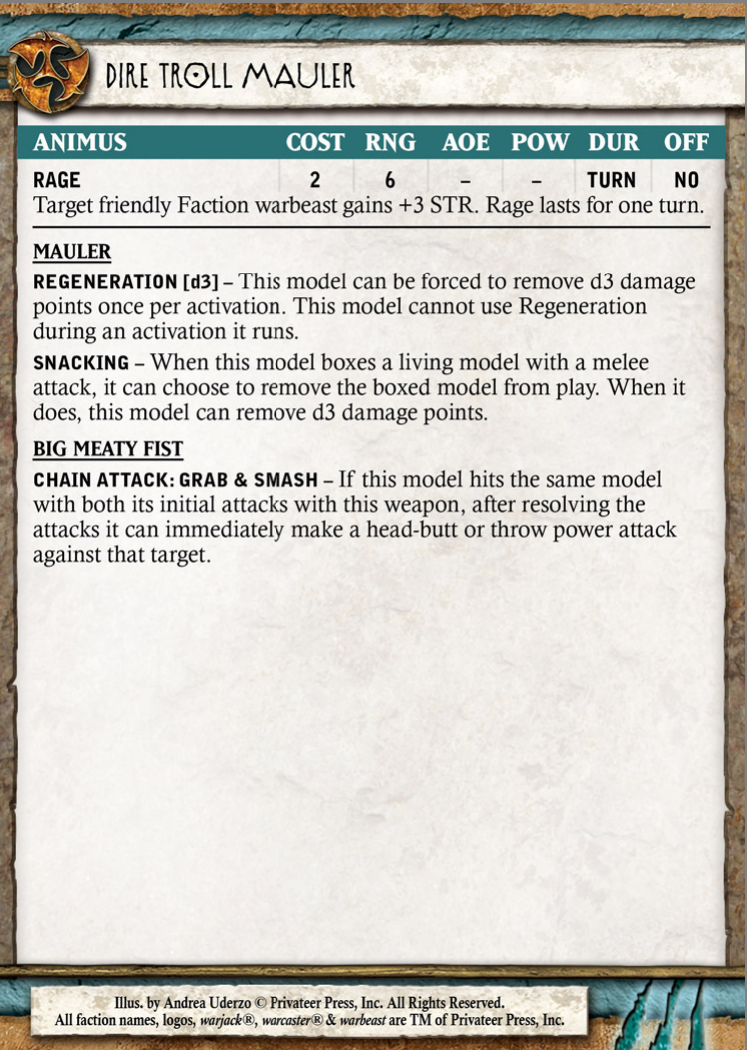 DIRE TROLL MAULER
ANIMUS COST RNG AOE POW DUR OFF
RAGE 2 6 – – TURN NO
Target friendly Faction warbeast gains +3 STR. Rage lasts for one turn.
MAULER
REGENERATION [d3] – This model can be forced to remove d3 damage
points once per activation. This model cannot use Regeneration
during an activation it runs.
SNACKING – When this model boxes a living model with a melee
attack, it can choose to remove the boxed model from play. When it
does, this model can remove d3 damage points.
BIG MEATY FIST
CHAIN ATTACK: GRAB & SMASH – If this model hits the same model
with both its initial attacks with this weapon, after resolving the
attacks it can immediately make a head-butt or throw power attack
against that target.
Illus. by Andrea Uderzo © Privateer Press, Inc. All Rights Reserved.
All faction names, logos, warjack®, warcaster® & warbeast are TM of Privateer Press, Inc.